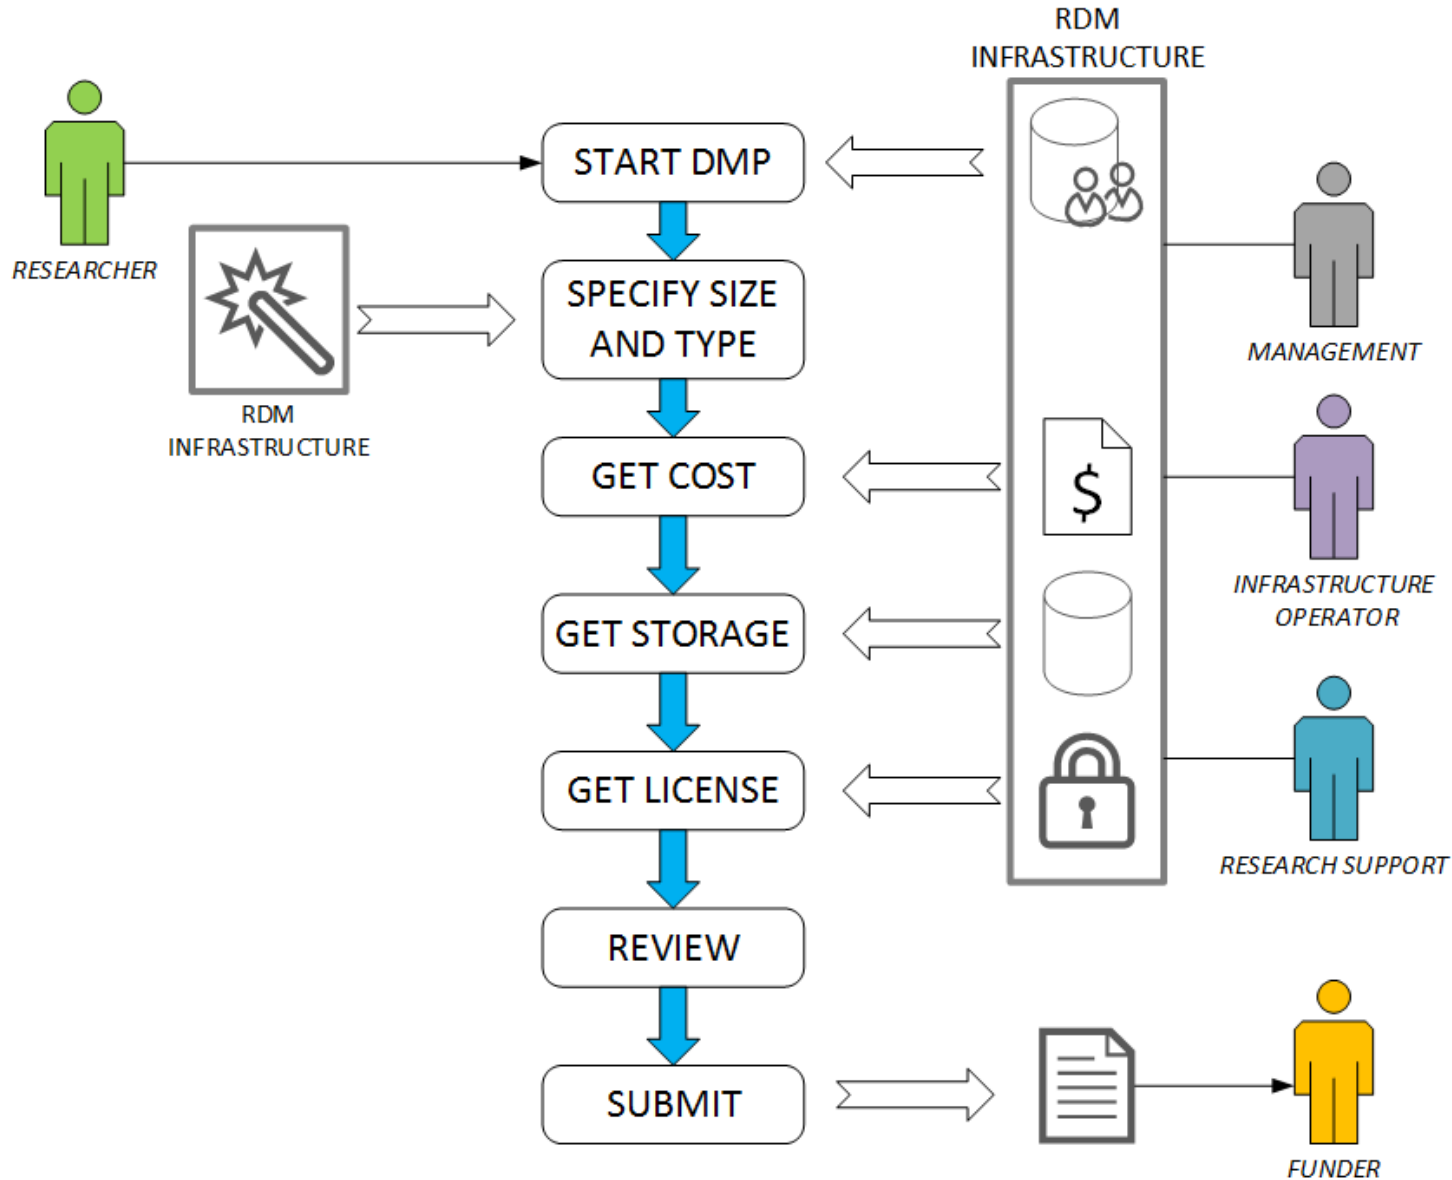 RDM
INFRASTRUCTURE
START DMP
RESEARCHER
SPECIFY SIZE
AND TYPE
MANAGEMENT
RDM
INFRASTRUCTURE
GET COST
$
INFRASTRUCTURE
OPERATOR
GET STORAGE
GET LICENSE
RESEARCH SUPPORT
REVIEW
SUBMIT
FUNDER